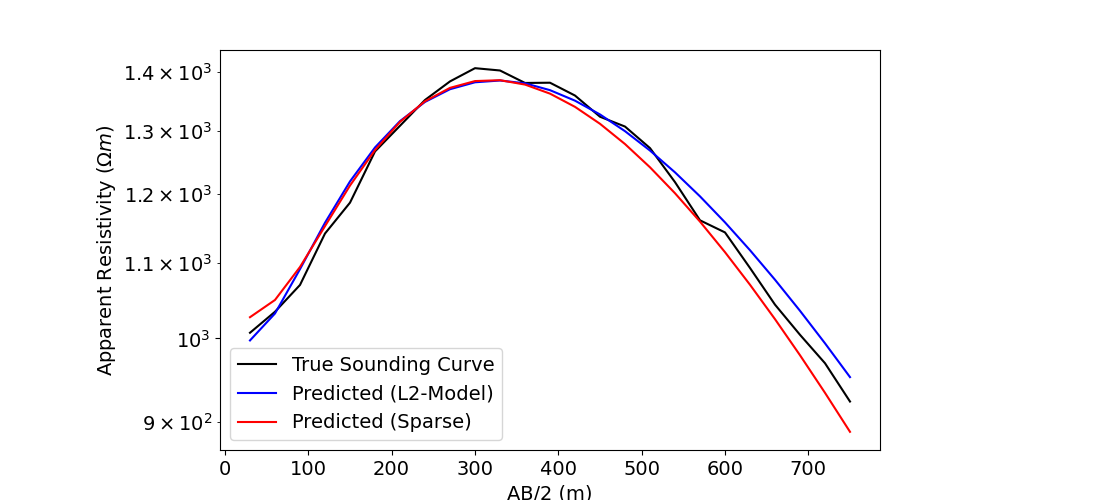 Apparent Resistivity (Ωm)
1.4 × 10³
1.3 × 10³
1.2 × 10³
1.1 × 10³
10³
9 × 10²
True Sounding Curve
Predicted (L2-Model)
Predicted (Sparse)
0 100 200 300 400 500 600 700
AB/2 (m)